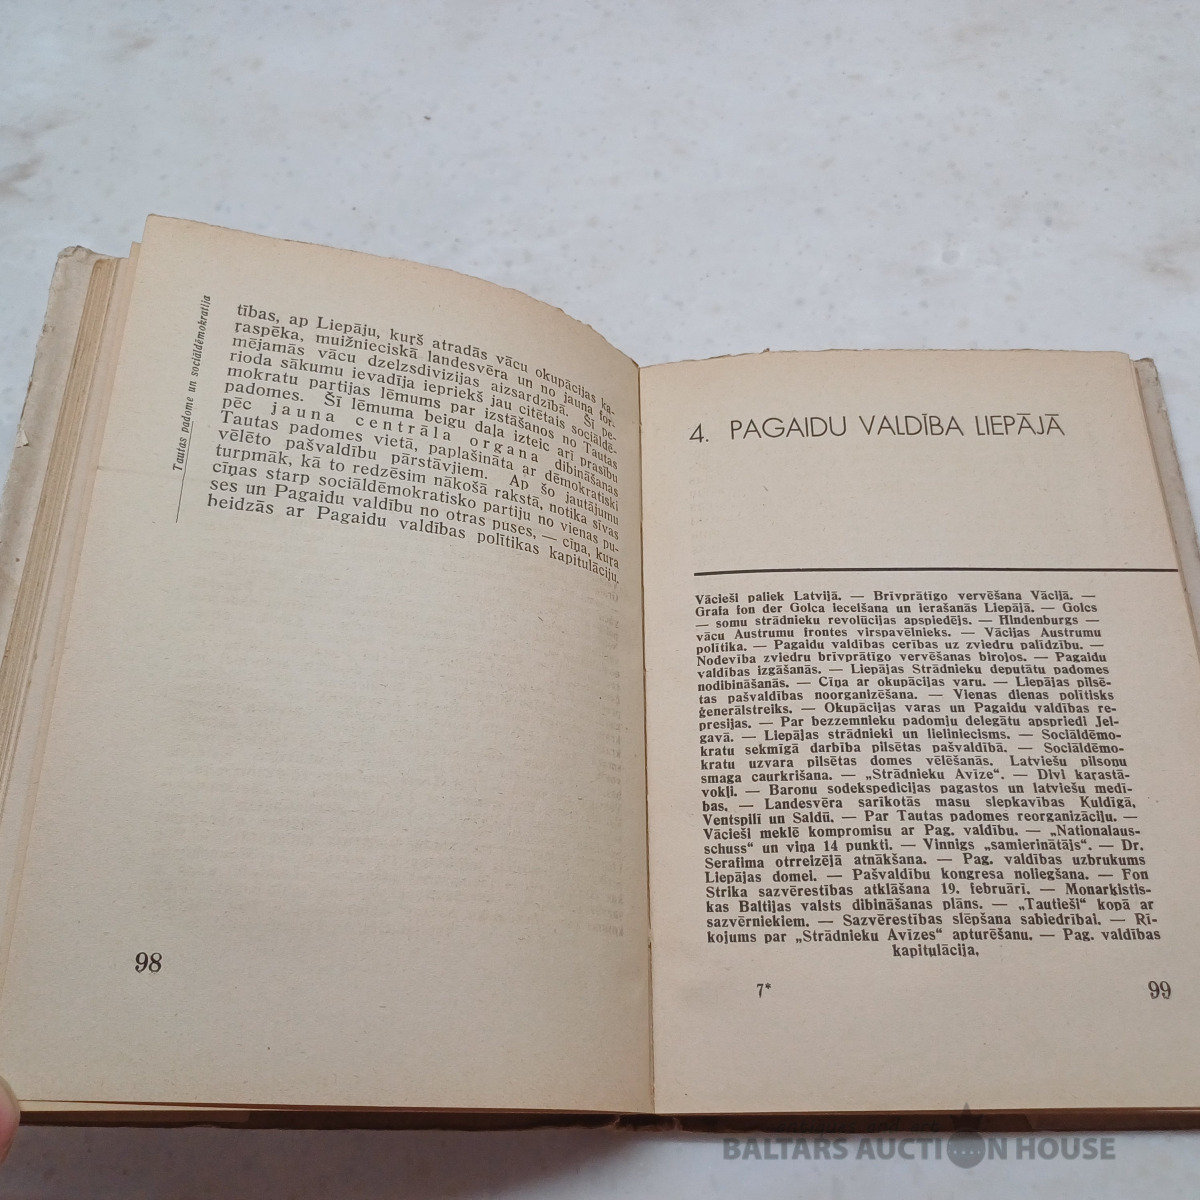 Tautas padome un sociāldēmokratija
tības, ap Liepāju, kurš atradās vācu okupācijas ka-
raspēka, muižnieciskā landesvēra un no jauna for-
mējamās vācu dzelzsdivizijas aizsardzībā. Šī pe-
rioda sākumu ievadīja iepriekš jau citētais sociāldē-
mokratu partijas lēmums par izstāšanos no Tautas
padomes. Šī lēmuma beigu daļa izteic arī prasību
pēc jauna centrāla organa dibināšanas
Tautas padomes vietā, paplašināta ar dēmokratiski
vēlēto pašvaldību pārstāvjiem. Ap šo jautājumu
turpmāk, kā to redzēsim nākošā rakstā, notika sīvas
cīņas starp sociāldēmokratisko partiju no vienas pu-
ses un Pagaidu valdību no otras puses, — cīņa, kuŗa
beidzās ar Pagaidu valdības polītikas kapitulāciju.
98
4. PAGAIDU VALDĪBA LIEPĀJĀ
Vācieši paliek Latvijā. — Brīvprātīgo vervēšana Vācijā. —
Grafa fon der Golca iecelšana un ierašanās Liepājā. — Golcs
— somu strādnieku revolūcijas apspiedējs. — Hindenburgs —
vācu Austrumu frontes virspavēlnieks. — Vācijas Austrumu
polītika. — Pagaidu valdības cerības uz zviedru palīdzību. —
Nodevība zviedru brīvprātīgo vervēšanas birojos. — Pagaidu
valdības izgāšanās. — Liepājas Strādnieku deputātu padomes
nodibināšanās. — Cīņa ar okupācijas varu. — Liepājas pilsē-
tas pašvaldības noorganizēšana. — Vienas dienas polītisks
ģenerālstreiks. — Okupācijas varas un Pagaidu valdības re-
presijas. — Par bezzemnieku padomju delegātu apspriedi Jel-
gavā. — Liepājas strādnieki un lieliniecisms. — Sociāldēmo-
kratu sekmīgā darbība pilsētas pašvaldībā. — Sociāldēmo-
kratu uzvara pilsētas domes vēlēšanās. Latviešu pilsoņu
smaga caurkrišana. — „Strādnieku Avīze“. — Divi karastā-
vokļi. — Baronu sodekspedicijas pagastos un latviešu medī-
bas. — Landesvēra sarīkotās masu slepkavības Kuldīgā,
Ventspilī un Saldū. — Par Tautas padomes reorganizāciju. —
Vācieši meklē kompromisu ar Pag. valdību. — „Nationalaus-
schuss“ un viņa 14 punkti. — Vinnigs „samierinātājs“. — Dr.
Serafima otrreizējā atnākšana. — Pag. valdības uzbrukums
Liepājas domei. — Pašvaldību kongresa noliegšana. — Fon
Strika sazvērestības atklāšana 19. februārī. — Monarķistis-
kas Baltijas valsts dibināšanas plāns. — „Tautieši“ kopā ar
sazvērniekiem. — Sazvērestības slēpšana sabiedrībai. — Rī-
kojums par „Strādnieku Avīzes“ apturēšanu. — Pag. valdības
kapitulācija.
7*
99
BALTARS AUCTION HOUSE